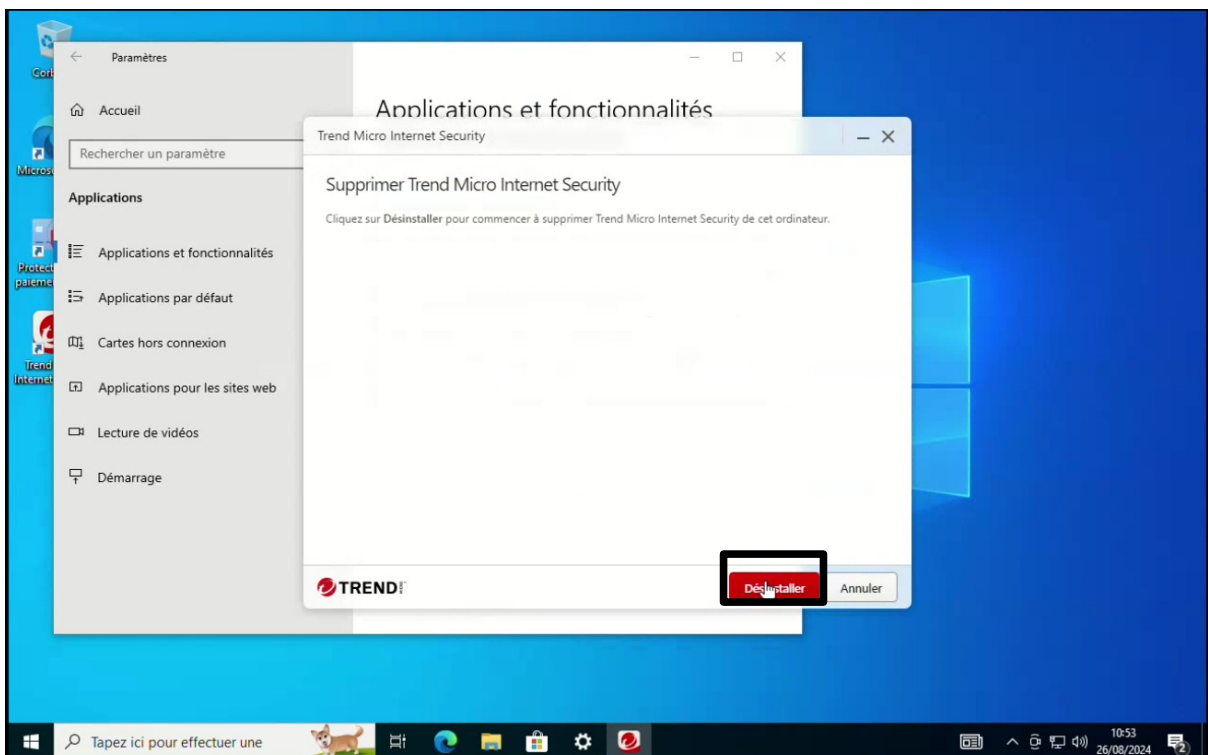 Paramètres
Accueil
Applications et fonctionnalités
Rechercher un paramètre
Applications
Applications et fonctionnalités
Applications par défaut
Cartes hors connexion
Applications pour les sites web
Lecture de vidéos
Démarrage
Trend Micro Internet Security
Supprimer Trend Micro Internet Security
Cliquez sur Désinstaller pour commencer à supprimer Trend Micro Internet Security de cet ordinateur.
TREND
Désinstaller
Annuler
Trend
Internet
Tapez ici pour effectuer une
10:53
26/08/2024
2